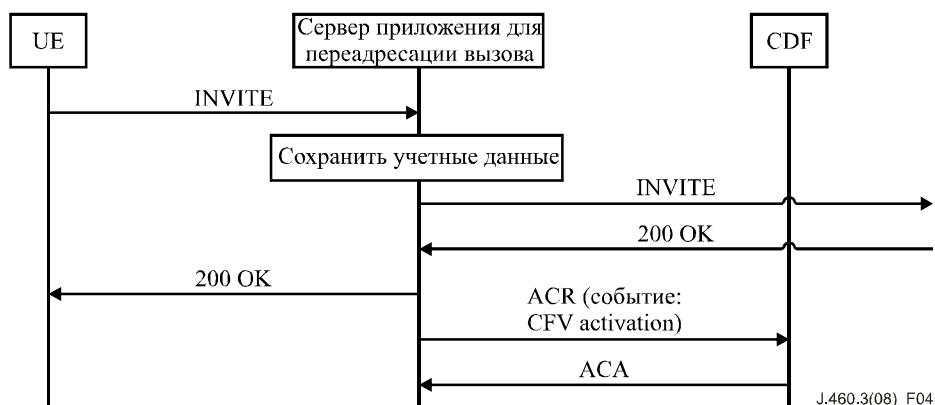 UE
Сервер приложения для
переадресации вызова
CDF
INVITE
Сохранить учетные данные
INVITE
200 OK
200 OK
ACR (событие:
CFV activation)
ACA
J.460.3(08)_F04